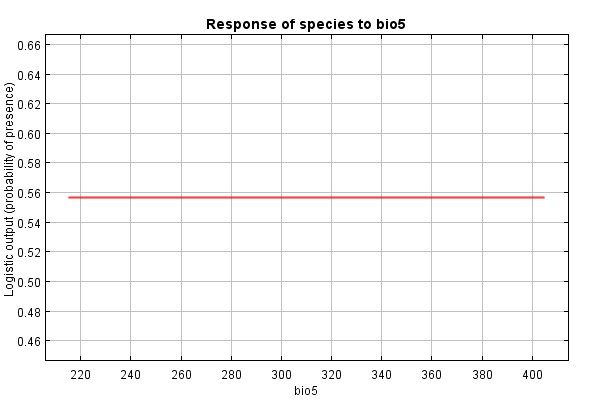 Response of species to bio5
Logistic output (probability of presence)
0.66
0.64
0.62
0.60
0.58
0.56
0.54
0.52
0.50
0.48
0.46
220 240 260 280 300 320 340 360 380 400
bio5